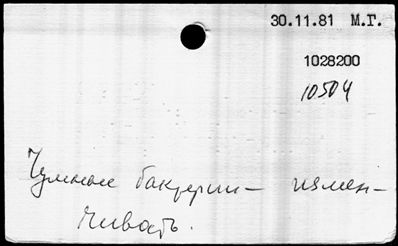 30.11.81 М.Г.
1028200
10504
Чумные бактерии — измен-
чивость.